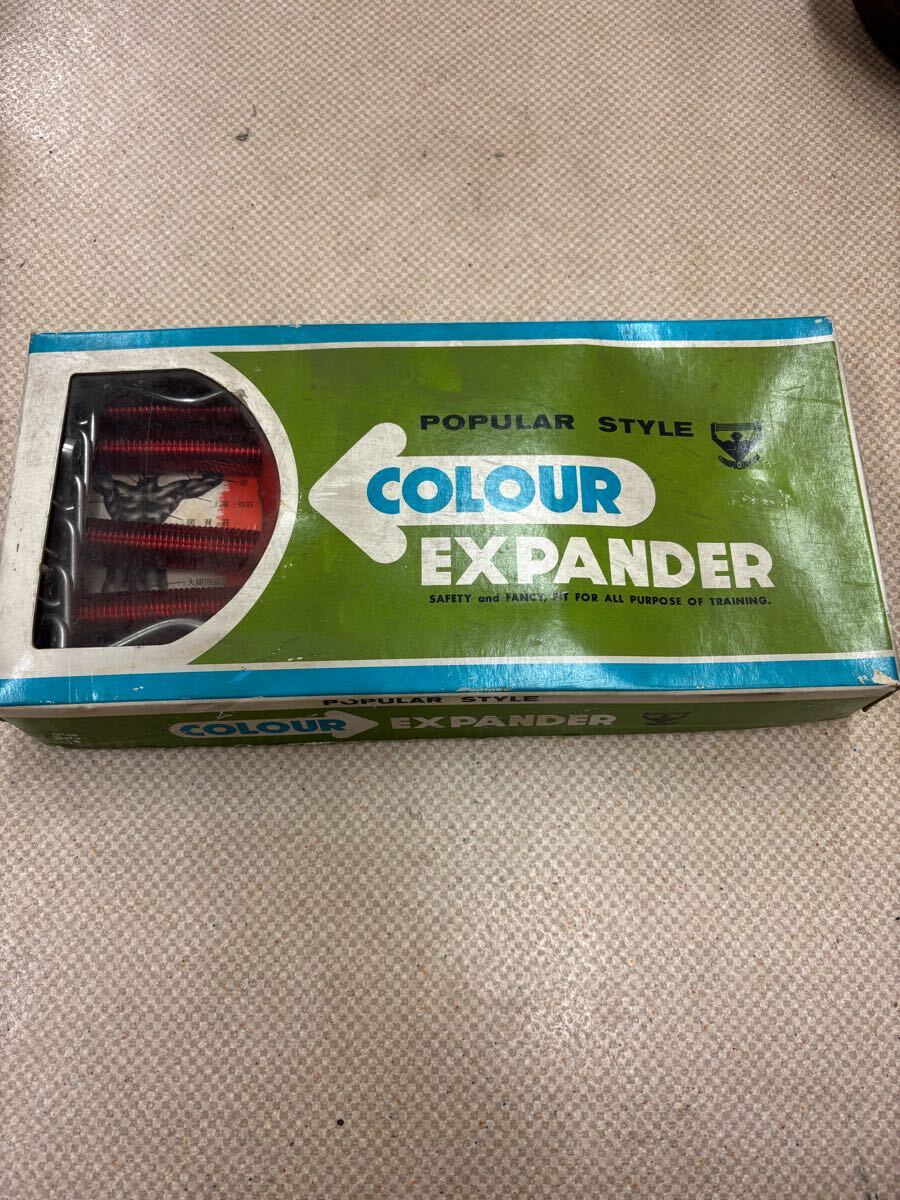 POPULAR STYLE
COLOUR
EXPANDER
SAFETY and FANCY, FIT FOR ALL PURPOSE OF TRAINING.
POPULAR STYLE
COLOUR EXPANDER